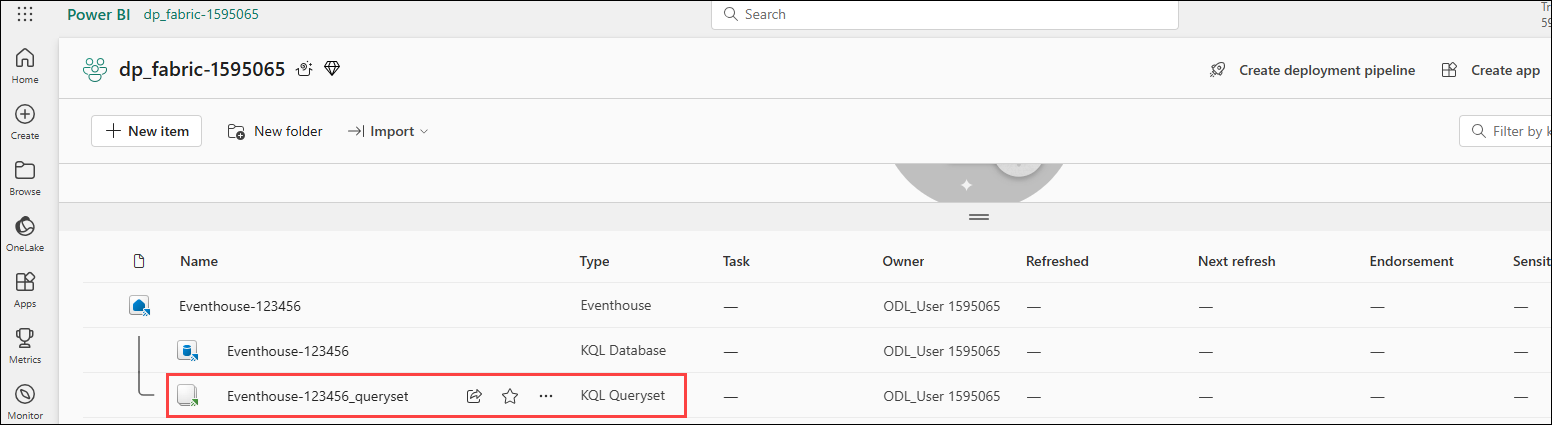 Power BI dp_fabric-1595065 Search Tr
59
dp_fabric-1595065 Create deployment pipeline Create app
Home
Create
New item New folder Import Filter by k
Browse
OneLake
Name Type Task Owner Refreshed Next refresh Endorsement Sensit
Apps
Eventhouse-123456 Eventhouse — ODL_User 1595065 — — — —
Metrics
Eventhouse-123456 KQL Database — ODL_User 1595065 — — — —
Eventhouse-123456_queryset ... KQL Queryset — ODL_User 1595065 — — — —
Monitor